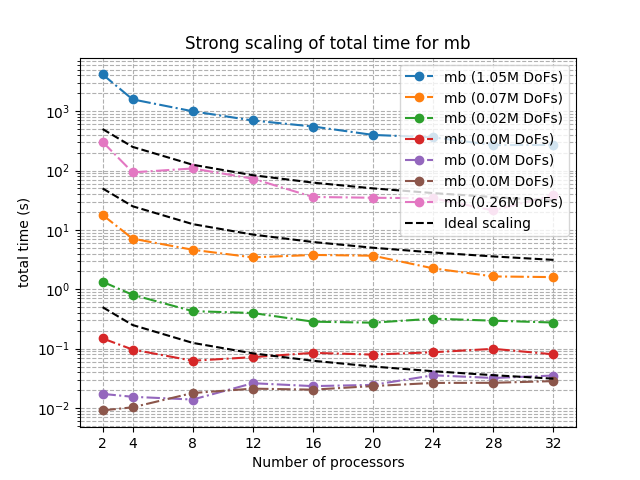 Strong scaling of total time for mb
total time (s)
10³
10²
10¹
10⁰
10⁻¹
10⁻²
mb (1.05M DoFs)
mb (0.07M DoFs)
mb (0.02M DoFs)
mb (0.0M DoFs)
mb (0.0M DoFs)
mb (0.0M DoFs)
mb (0.26M DoFs)
Ideal scaling
2 4 8 12 16 20 24 28 32
Number of processors